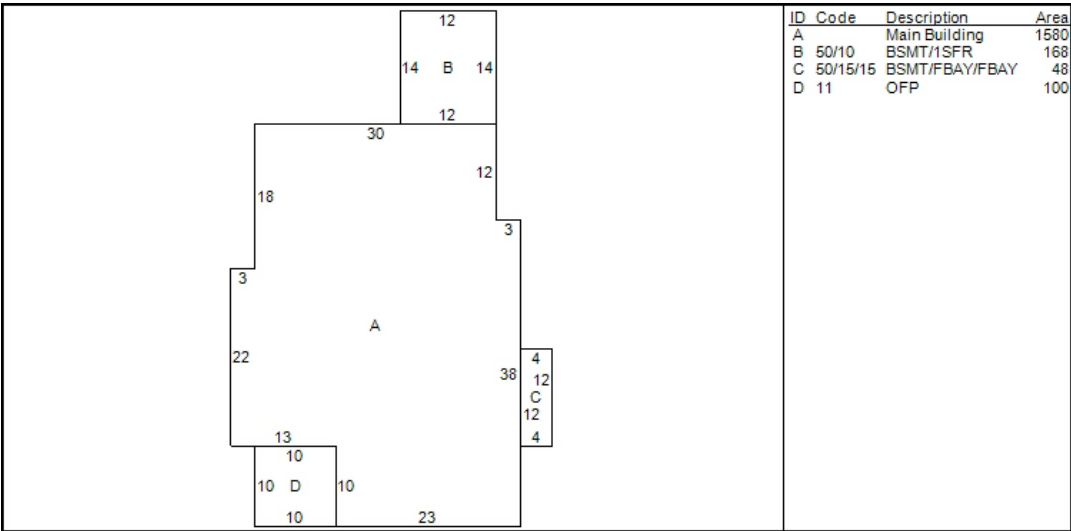 12
14 B 14
12
30
12
18
3
3
A
22
4
38
12
C
12
4
13
10
10 D 10
10 23
ID Code Description Area
A Main Building 1580
B 50/10 BSMT/1SFR 168
C 50/15/15 BSMT/FBAY/FBAY 48
D 11 OFP 100